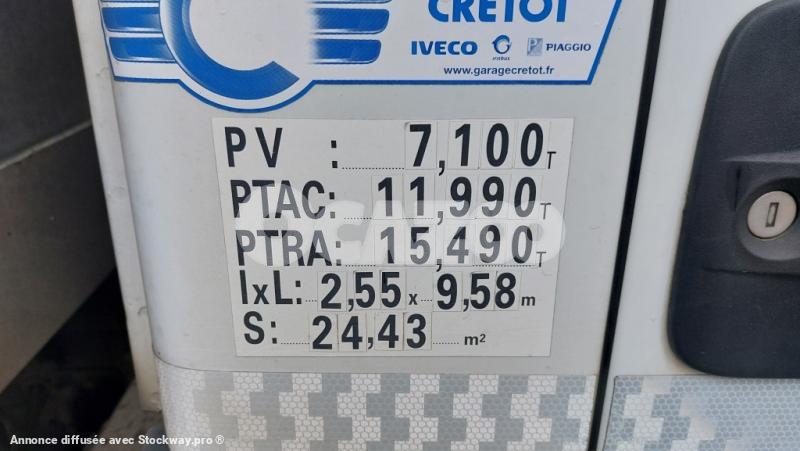 CRETOT
IVECO PIAGGIO
www.garagecretot.fr
PV : 7,100 T
PTAC: 11,990 T
PTRA: 15,490 T
lxL: 2,55 x 9,58 m
S: 24,43 m²
Annonce diffusée avec Stockway.pro ®